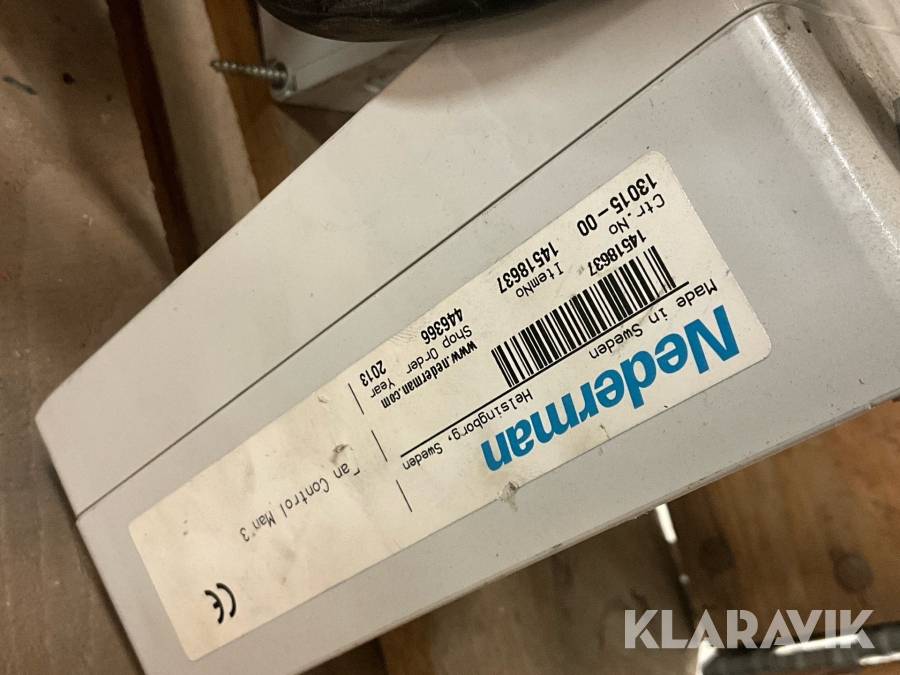 Nederman
Made in Sweden
Helsingborg, Sweden
14518637
www.nederman.com
Ctr.No
ItemNo
Shop Order
Year
13015-00
14518637
446366
2013
Fan Control Man 3
CE
KLARAVIK